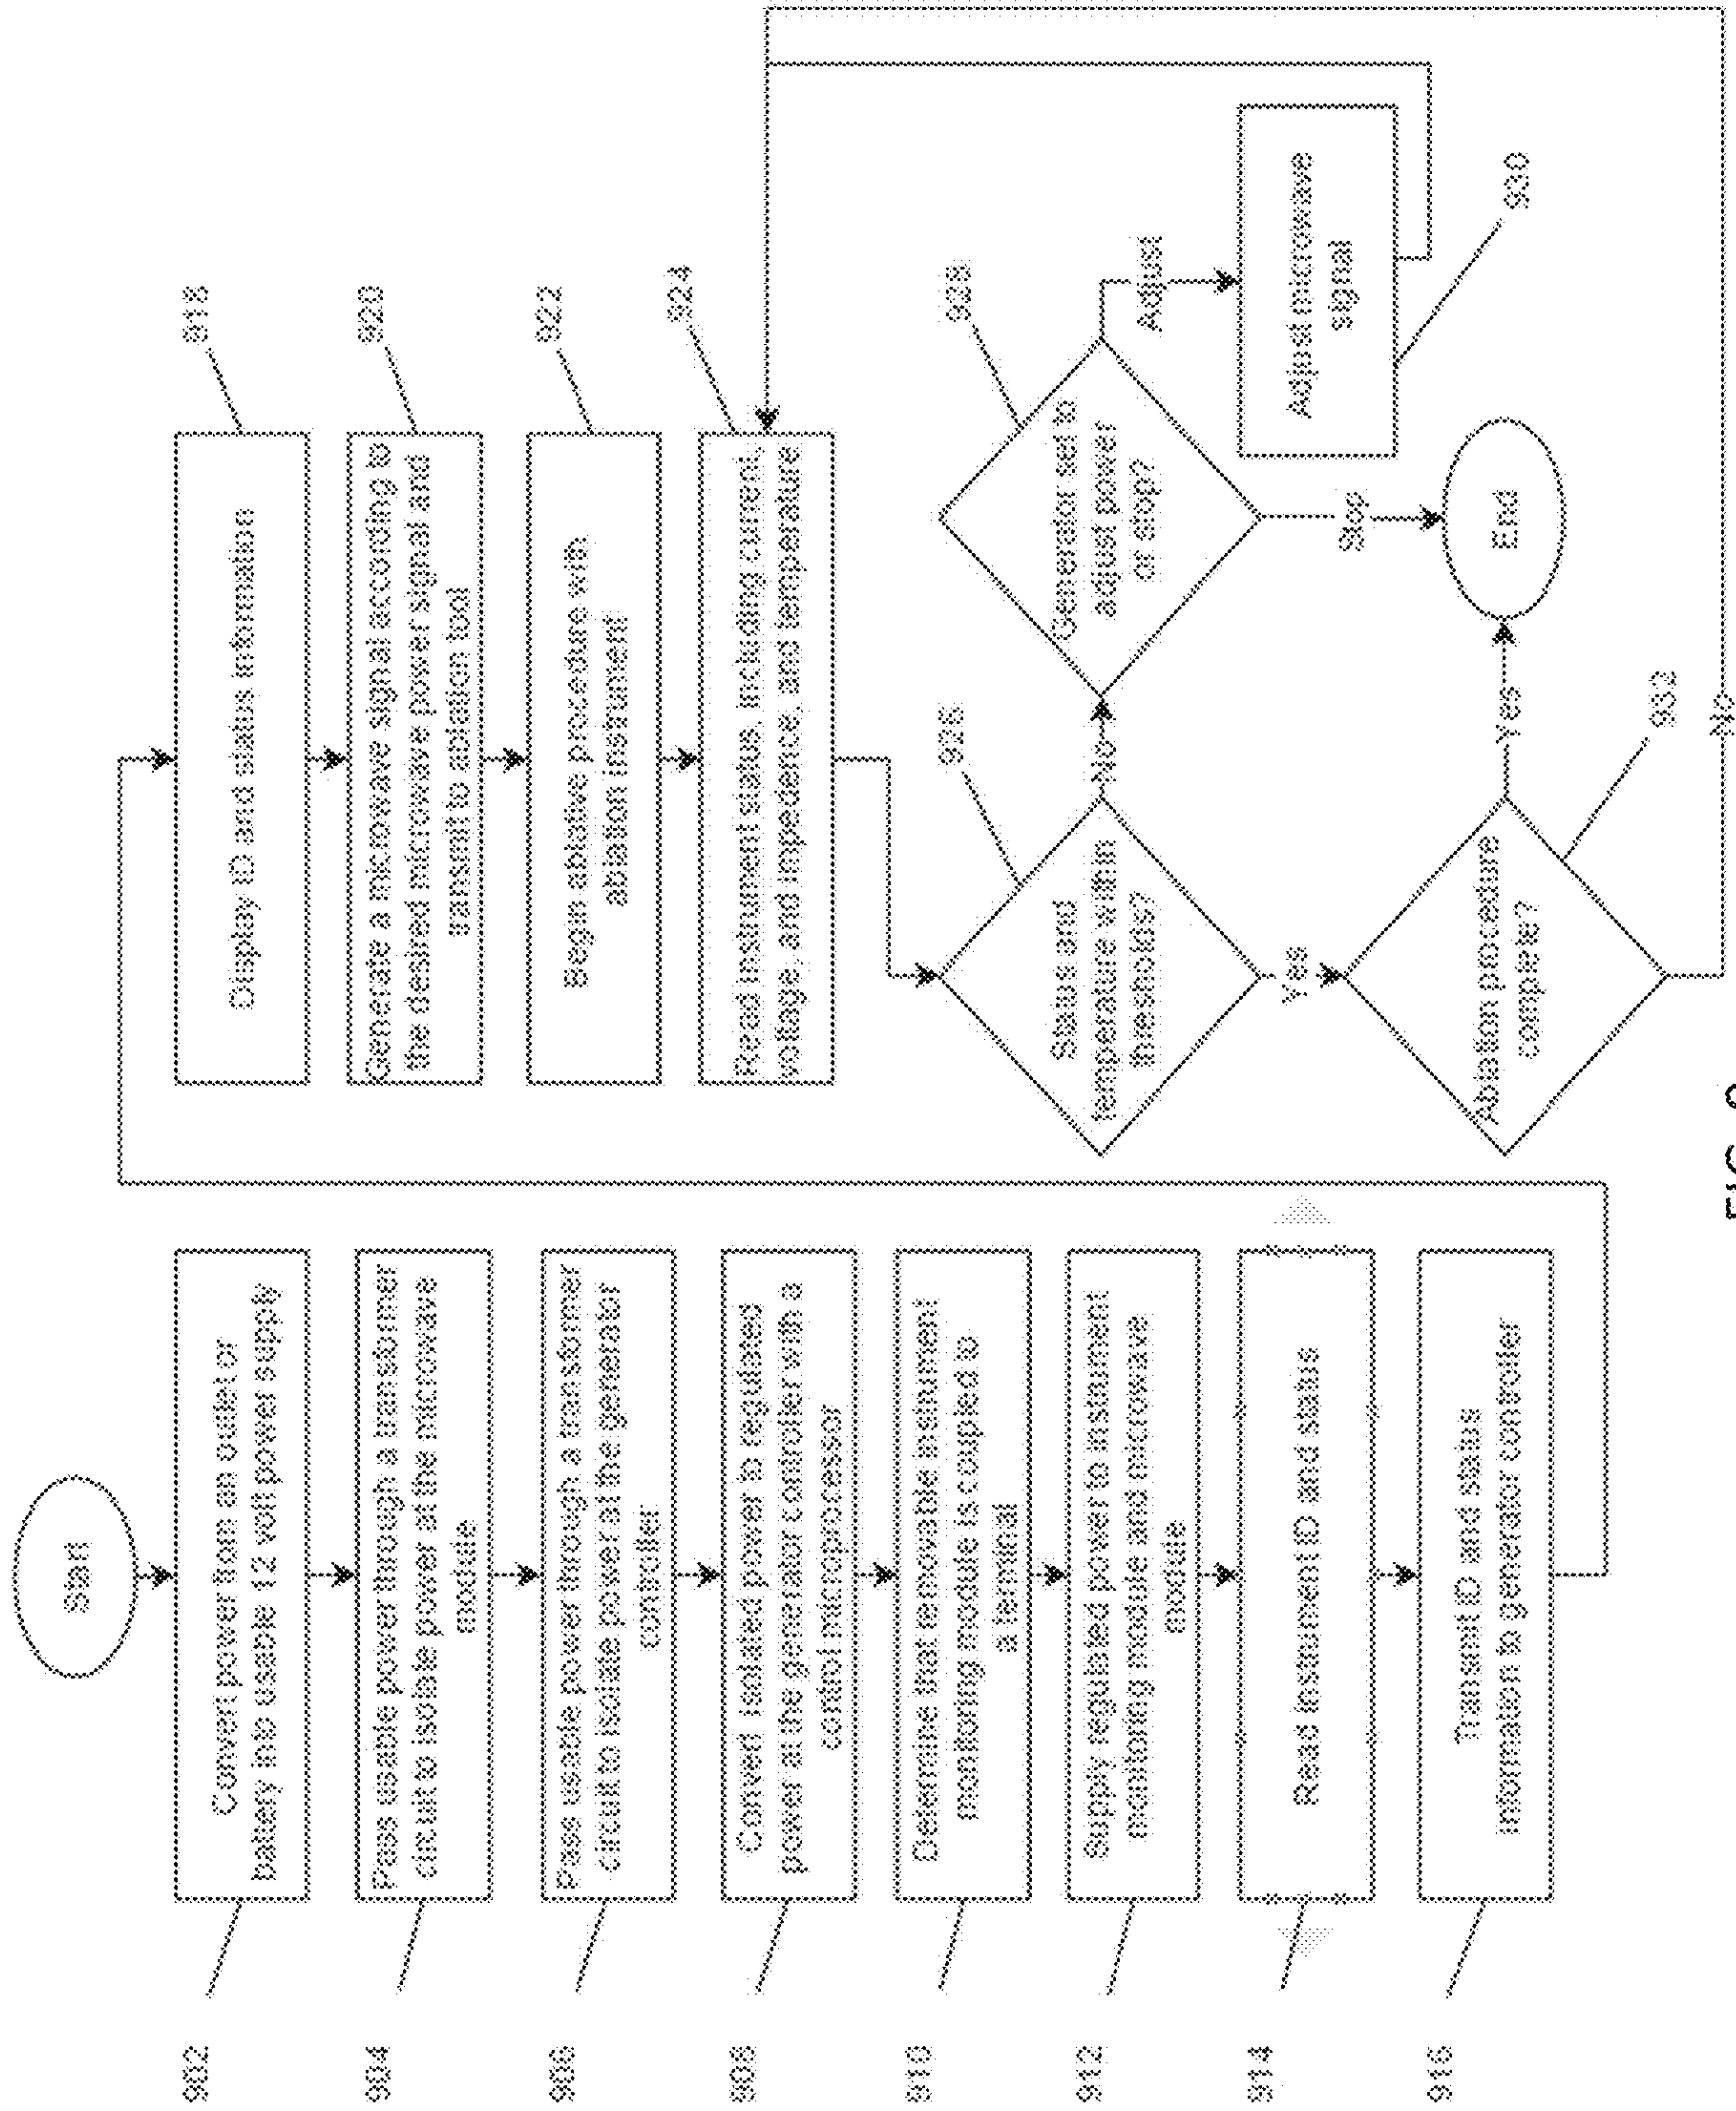 Start
902
Convert power from an outlet or
battery into usable 12 volt power supply
904
Pass usable power through a transformer
circuit to isolate power at the microwave
module
906
Pass usable power through a transformer
circuit to isolate power at the generator
controller
908
Convert isolated power to regulated
power at the generator controller with a
control microprocessor
910
Determine that removable instrument
monitoring module is coupled to
a terminal
912
Supply regulated power to instrument
monitoring module and microwave
module
914
Read Instrument ID and status
916
Transmit ID and status
information to generator controller
Display ID and status information
918
Generate a microwave signal according to
the desired microwave power signal and
transmit to ablation tool
920
Begin ablative procedure with
ablation instrument
922
Read instrument status, including current,
voltage, and impedence, and temperature
924
Status and
temperature within
thresholds?
926
No
Generator set to
adjust power
or stop?
928
Adjust
Adjust microwave
signal
930
Stop
Yes
Ablation procedure
complete?
932
Yes
End
No
FIG. 9